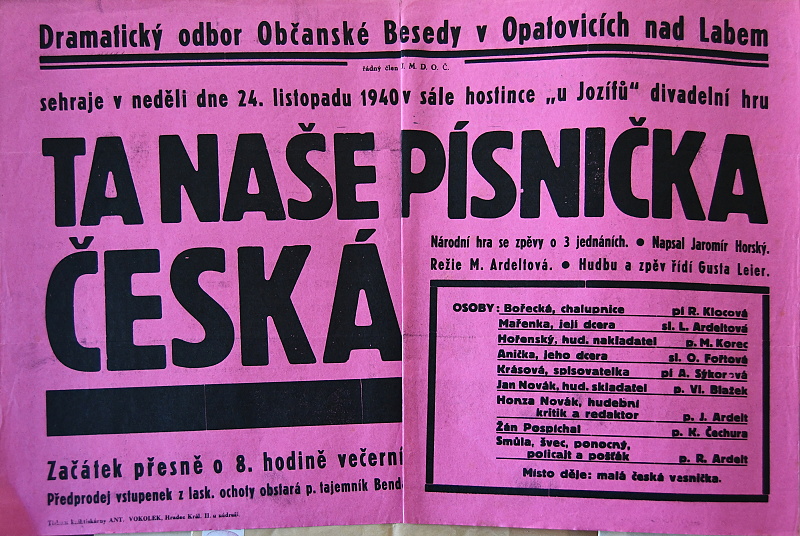 Dramatický odbor Občanské Besedy v Opatovicích nad Labem
řádný člen J. M. D. O. Č.
sehraje v neděli dne 24. listopadu 1940 v sále hostince „u Jozífů“ divadelní hru
TA NAŠE PÍSNIČKA
ČESKÁ
Národní hra se zpěvy o 3 jednáních. ● Napsal Jaromír Horský.
Režie M. Ardeltová. ● Hudbu a zpěv řídí Gusta Leier.
OSOBY: Bořecká, chalupnice pí R. Klocová
Mařenka, její dcera sl. L. Ardeltová
Hořenský, hud. nakladatel p. M. Korec
Anička, jeho dcera sl. O. Fořtová
Krásová, spisovatelka pí A. Sýkorová
Jan Novák, hud. skladatel p. Vl. Blažek
Honza Novák, hudební
kritik a redaktor p. J. Ardelt
Žán Pospíchal p. K. Čechura
Smůla, švec, ponocný,
policajt a pošťák p. R. Ardelt
Místo děje: malá česká vesnička.
Začátek přesně o 8. hodině večerní
Předprodej vstupenek z lask. ochoty obstará p. tajemník Benda
knihtiskárny ANT. VOKOLEK, Hradec Král. II. u nádraží.